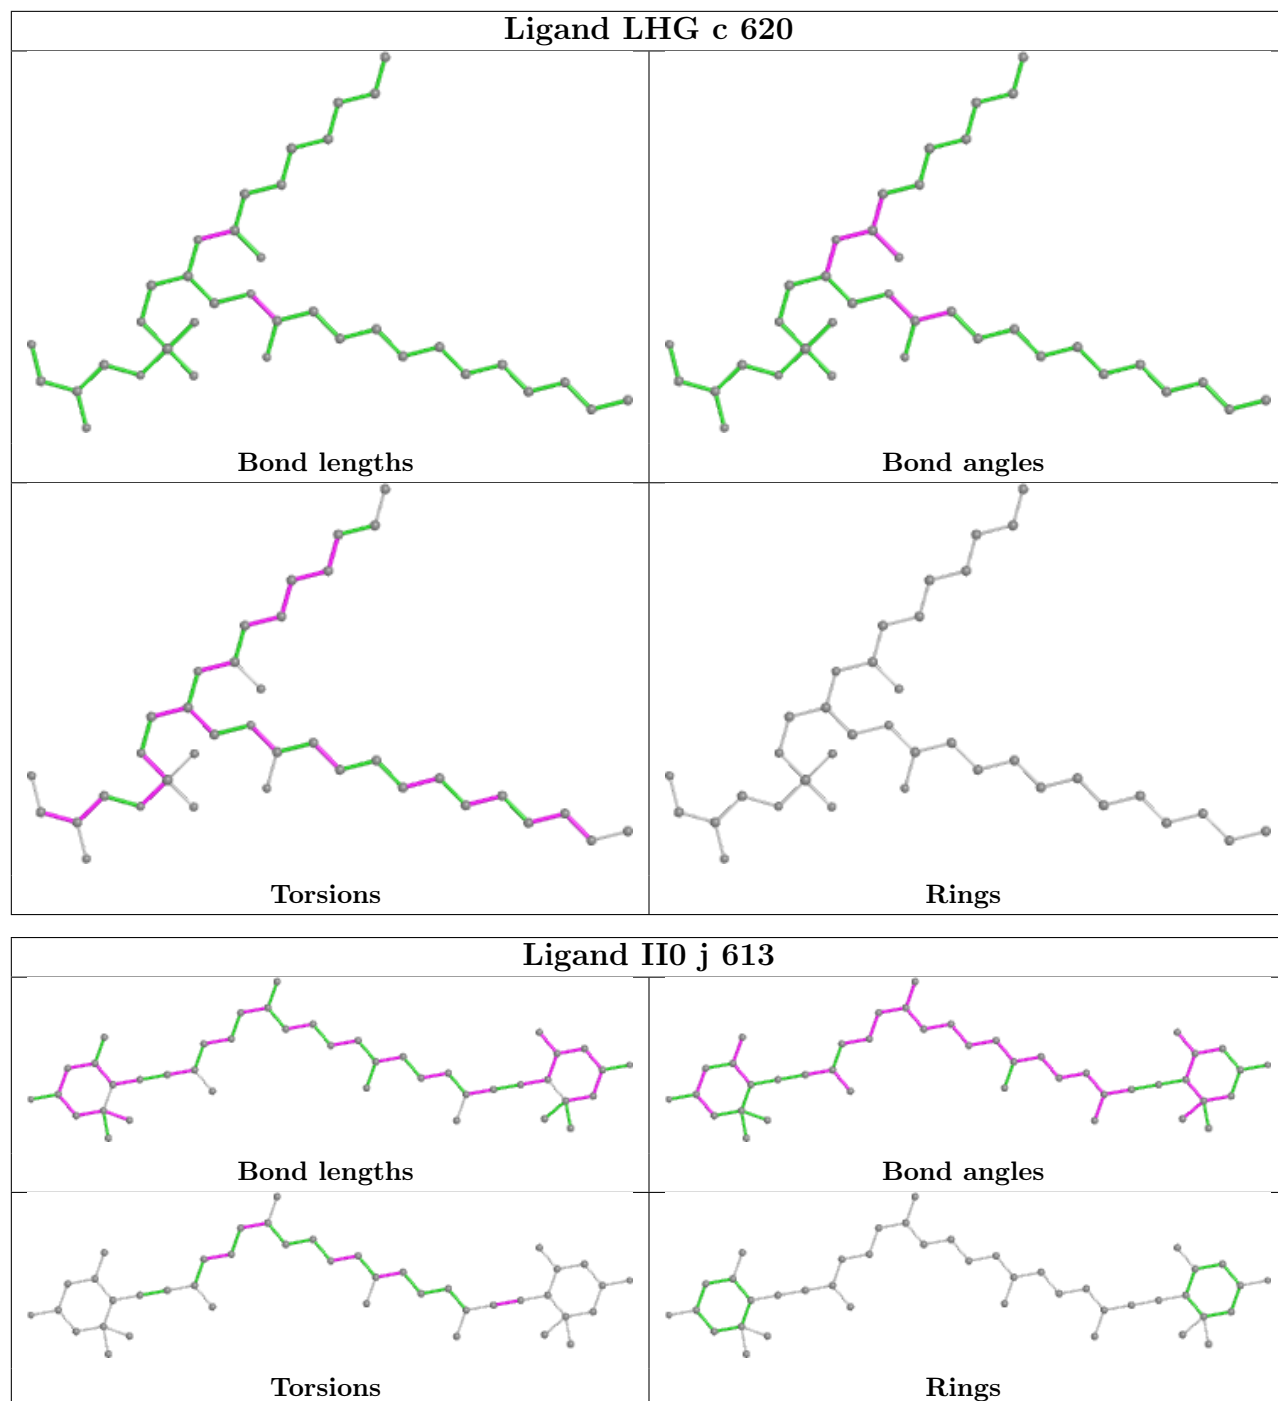 Ligand LHG c 620
Bond lengths
Bond angles
Torsions
Rings
Ligand II0 j 613
Bond lengths
Bond angles
Torsions
Rings